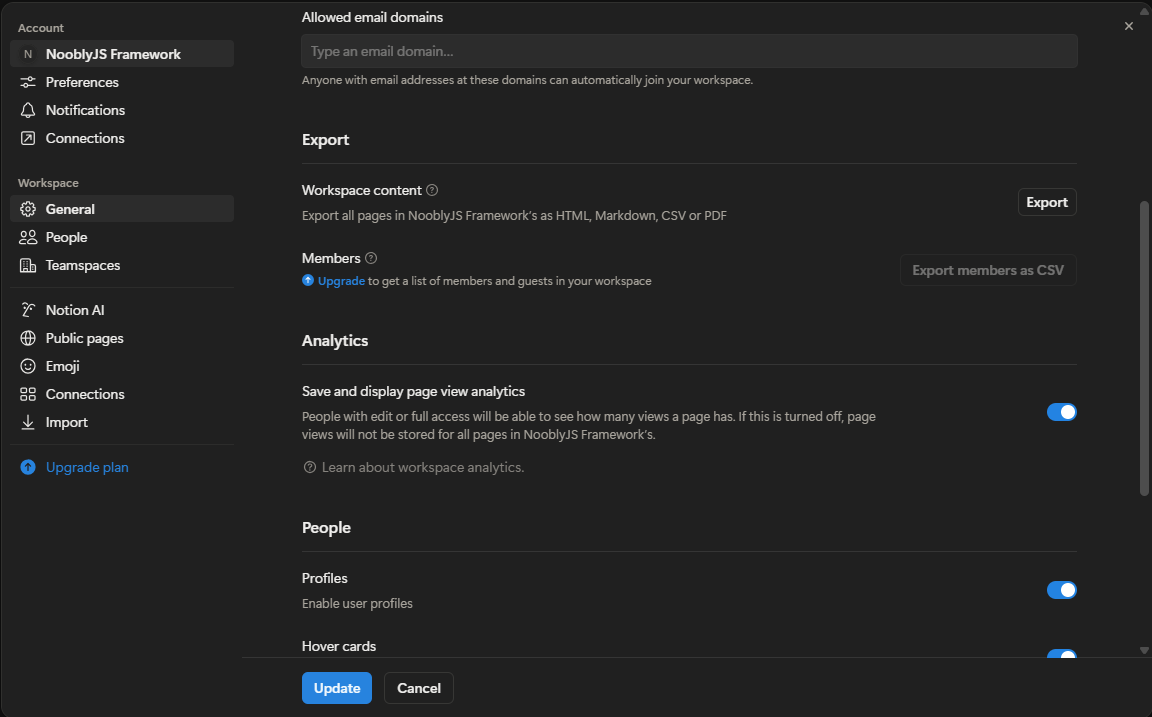 Account
N NooblyJS Framework
Preferences
Notifications
Connections
Workspace
General
People
Teamspaces
Notion AI
Public pages
Emoji
Connections
Import
Upgrade plan
Allowed email domains
Type an email domain...
Anyone with email addresses at these domains can automatically join your workspace.
Export
Workspace content
Export all pages in NooblyJS Framework's as HTML, Markdown, CSV or PDF
Export
Members
Upgrade to get a list of members and guests in your workspace
Export members as CSV
Analytics
Save and display page view analytics
People with edit or full access will be able to see how many views a page has. If this is turned off, page
views will not be stored for all pages in NooblyJS Framework's.
Learn about workspace analytics.
People
Profiles
Enable user profiles
Hover cards
Update
Cancel